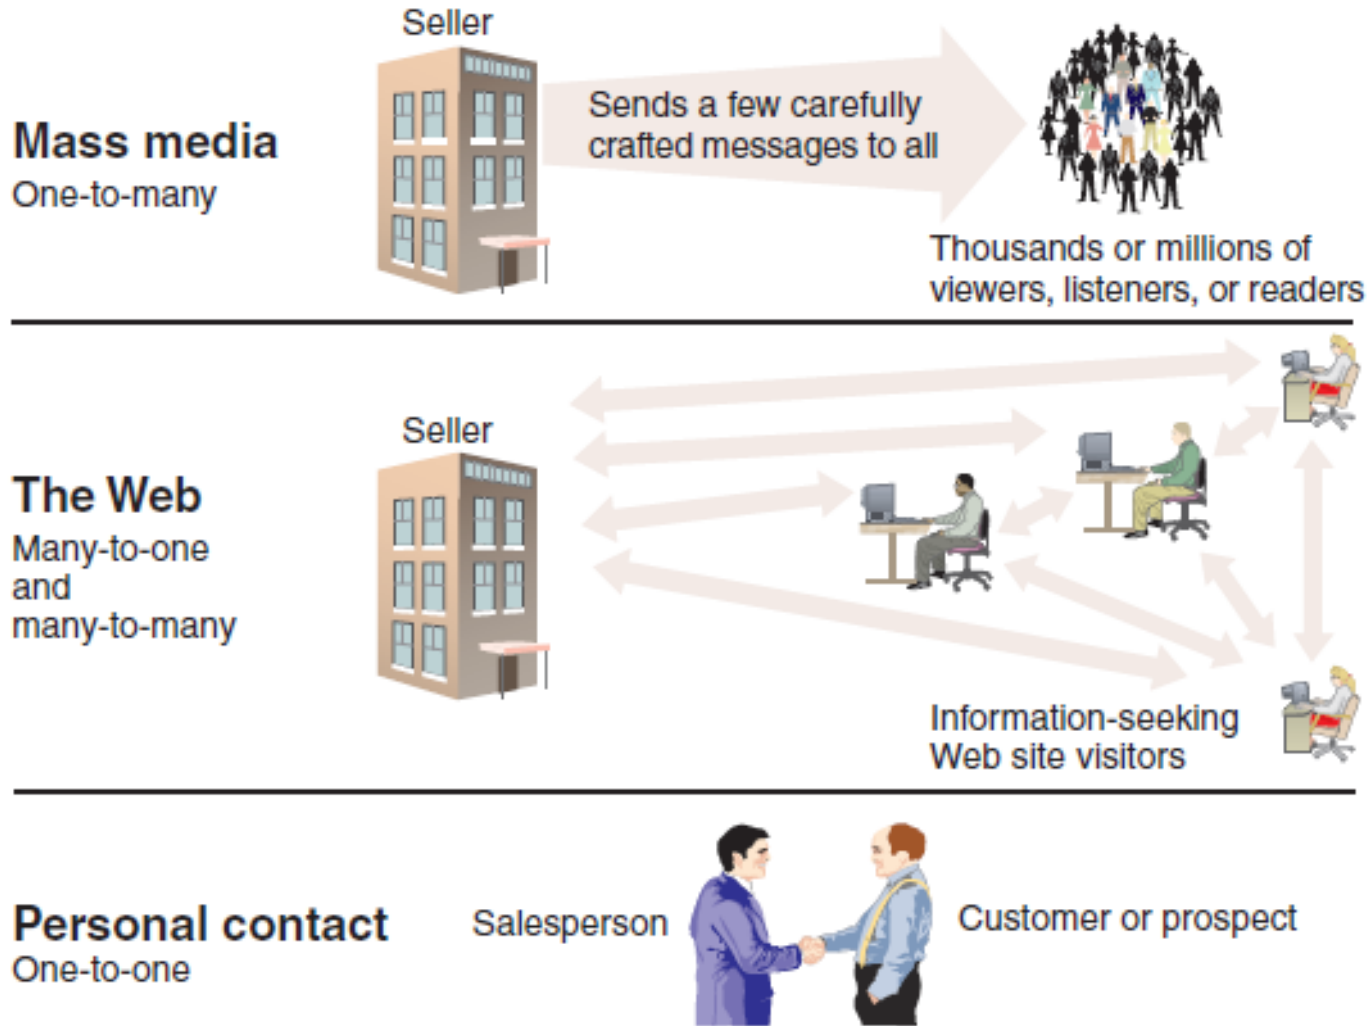 Seller
Mass media
One-to-many
Sends a few carefully
crafted messages to all
Thousands or millions of
viewers, listeners, or readers
Seller
The Web
Many-to-one
and
many-to-many
Information-seeking
Web site visitors
Personal contact
One-to-one
Salesperson
Customer or prospect